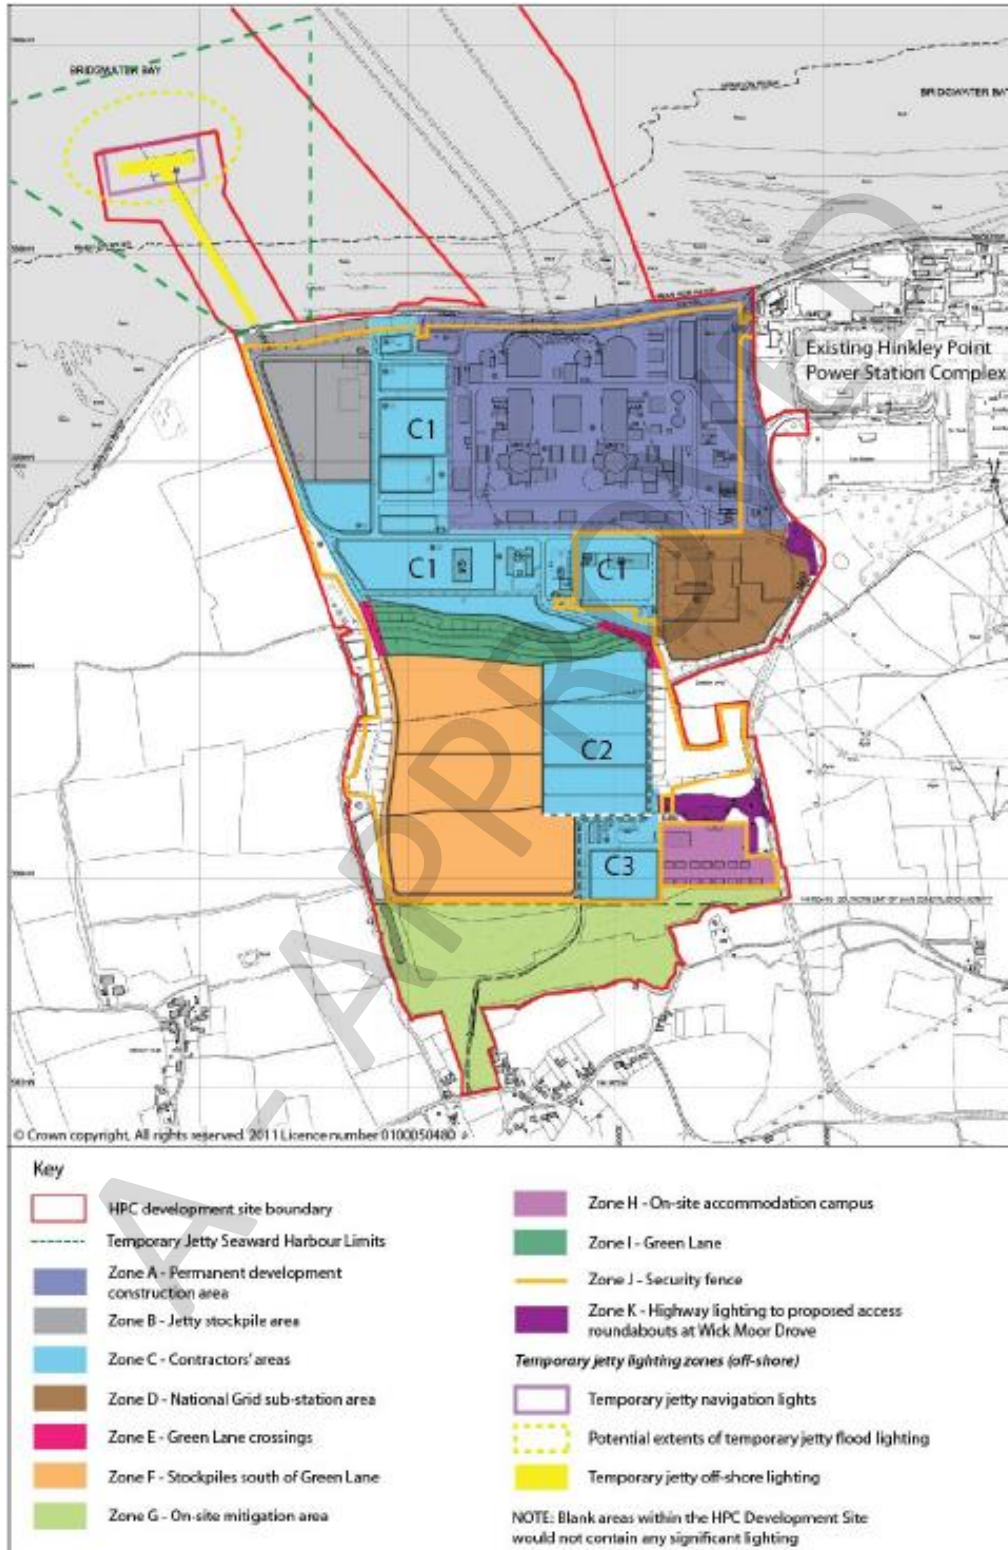 BRIDGWATER BAY
BRIDGWATER BAY
Existing Hinkley Point
Power Station Complex
C1
C1
C1
C2
C3
© Crown copyright. All rights reserved. 2011 Licence number 0100050480
A - APPROVED
Key
HPC development site boundary
Temporary Jetty Seaward Harbour Limits
Zone A - Permanent development
construction area
Zone B - Jetty stockpile area
Zone C - Contractors' areas
Zone D - National Grid sub-station area
Zone E - Green Lane crossings
Zone F - Stockpiles south of Green Lane
Zone G - On-site mitigation area
Zone H - On-site accommodation campus
Zone I - Green Lane
Zone J - Security fence
Zone K - Highway lighting to proposed access
roundabouts at Wick Moor Drove
Temporary jetty lighting zones (off-shore)
Temporary jetty navigation lights
Potential extents of temporary jetty flood lighting
Temporary jetty off-shore lighting
NOTE: Blank areas within the HPC Development Site
would not contain any significant lighting